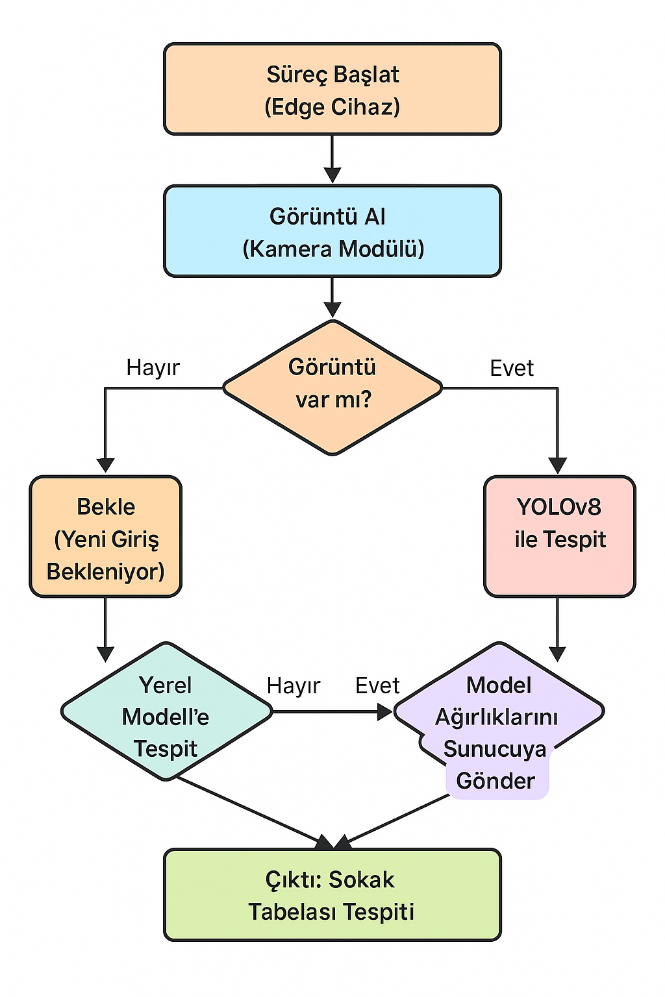 Süreç Başlat
(Edge Cihaz)
Görüntü AI
(Kamera Modülü)
Görüntü
var mı?
Hayır
Evet
Bekle
(Yeni Giriş
Bekleniyor)
YOLOv8
ile Tespit
Yerel
Modell'e
Tespit
Hayır
Evet
Model
Ağırlıklarını
Sunucuya
Gönder
Çıktı: Sokak
Tabelası Tespiti